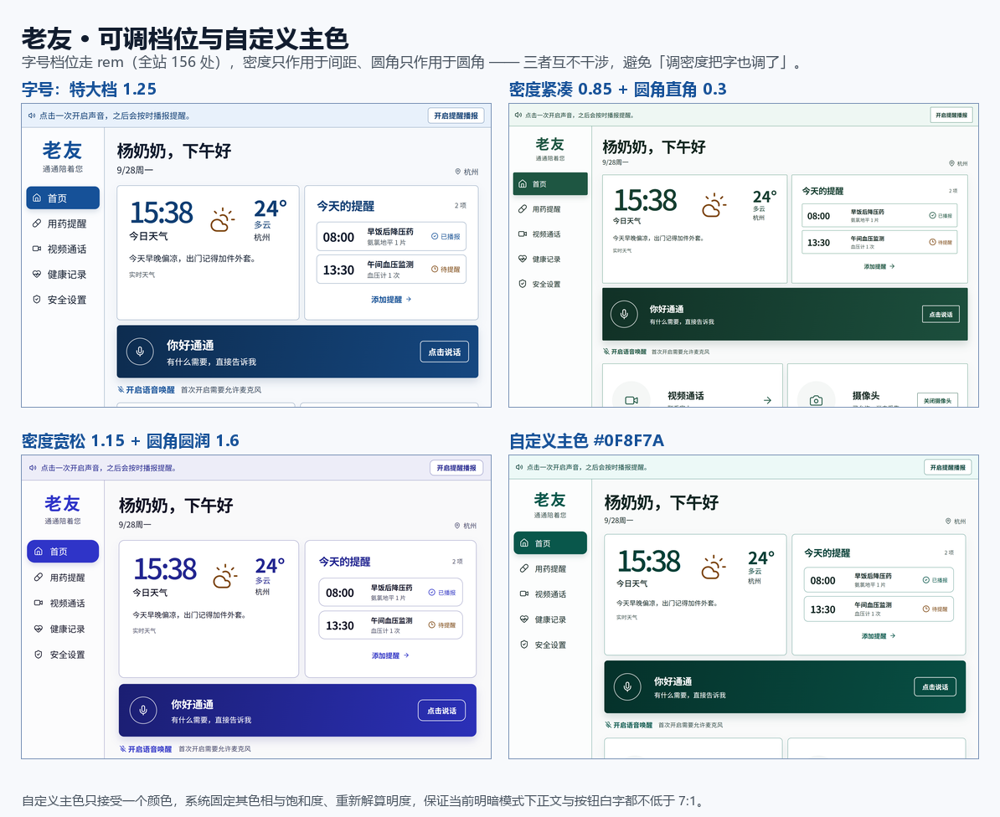 老友 • 可调档位与自定义主色
字号档位走 rem（全站 156 处），密度只作用于间距、圆角只作用于圆角 —— 三者互不干涉，避免「调密度把字也调了」。
字号：特大档 1.25
点击一次开启声音，之后会按时播报提醒。
开启提醒播报
老友
通通陪着您
首页
用药提醒
视频通话
健康记录
安全设置
杨奶奶，下午好
9/28周一
杭州
15:38
今日天气
24°
多云
杭州
今天早晚偏凉，出门记得加件外套。
实时天气
今天的提醒
2 项
08:00
早饭后降压药
氨氯地平 1 片
已播报
13:30
午间血压监测
血压计 1 次
待提醒
添加提醒
你好通通
有什么需要，直接告诉我
点击说话
开启语音唤醒 首次开启需要允许麦克风
密度紧凑 0.85 + 圆角直角 0.3
点击一次开启声音，之后会按时播报提醒。
开启提醒播报
老友
通通陪着您
首页
用药提醒
视频通话
健康记录
安全设置
杨奶奶，下午好
9/28周一
杭州
15:38
今日天气
24°
多云
杭州
今天早晚偏凉，出门记得加件外套。
实时天气
今天的提醒
2 项
08:00
早饭后降压药
氨氯地平 1 片
已播报
13:30
午间血压监测
血压计 1 次
待提醒
添加提醒
你好通通
有什么需要，直接告诉我
点击说话
开启语音唤醒 首次开启需要允许麦克风
视频通话
摄像头
关闭摄像头
密度宽松 1.15 + 圆角圆润 1.6
点击一次开启声音，之后会按时播报提醒。
开启提醒播报
老友
通通陪着您
首页
用药提醒
视频通话
健康记录
安全设置
杨奶奶，下午好
9/28周一
杭州
15:38
今日天气
24°
多云
杭州
今天早晚偏凉，出门记得加件外套。
实时天气
今天的提醒
2 项
08:00
早饭后降压药
氨氯地平 1 片
已播报
13:30
午间血压监测
血压计 1 次
待提醒
添加提醒
你好通通
有什么需要，直接告诉我
点击说话
开启语音唤醒 首次开启需要允许麦克风
自定义主色 #0F8F7A
点击一次开启声音，之后会按时播报提醒。
开启提醒播报
老友
通通陪着您
首页
用药提醒
视频通话
健康记录
安全设置
杨奶奶，下午好
9/28周一
杭州
15:38
今日天气
24°
多云
杭州
今天早晚偏凉，出门记得加件外套。
实时天气
今天的提醒
2 项
08:00
早饭后降压药
氨氯地平 1 片
已播报
13:30
午间血压监测
血压计 1 次
待提醒
添加提醒
你好通通
有什么需要，直接告诉我
点击说话
开启语音唤醒 首次开启需要允许麦克风
自定义主色只接受一个颜色，系统固定其色相与饱和度、重新解算明度，保证当前明暗模式下正文与按钮白字都不低于 7:1。